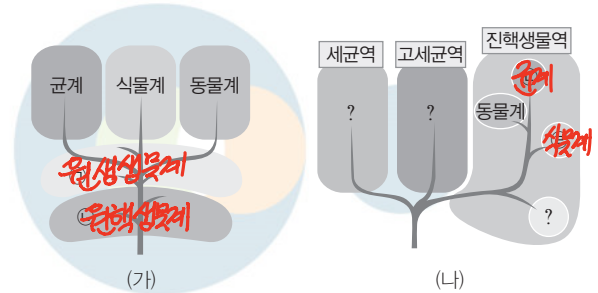 세균역 고세균역 진핵생물역
균계 식물계 동물계
균계
? ? 동물계
식물계
원생생물계
원핵생물계
?
(가) (나)